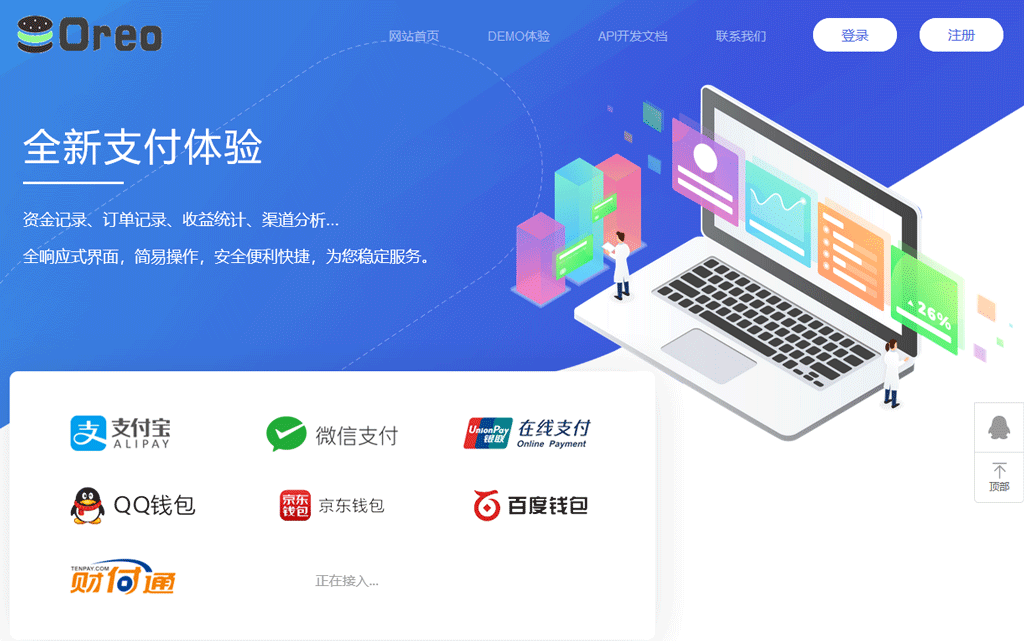 Oreo
网站首页
DEMO体验
API开发文档
联系我们
登录
注册
全新支付体验
资金记录、订单记录、收益统计、渠道分析...
全响应式界面，简易操作，安全便利快捷，为您稳定服务。
26%
支付宝
ALIPAY
微信支付
UnionPay
银联
在线支付
Online Payment
QQ钱包
京东
钱包
京东钱包
百度钱包
TENPAY.COM
财付通
正在接入...
顶部